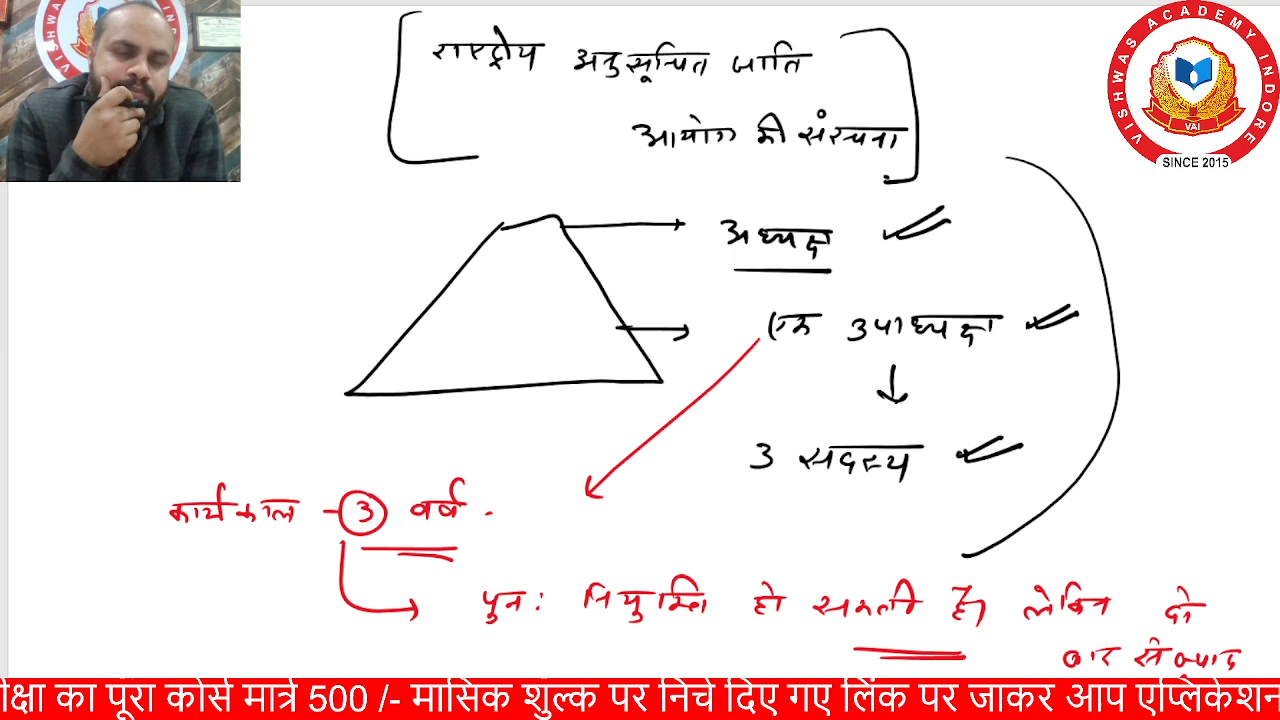 राष्ट्रीय अनुसूचित जाति
आयोग की संरचना
अध्यक्ष
एक उपाध्यक्ष
3 सदस्य
कार्यकाल - 3 वर्ष .
पुनः नियुक्ति हो सकती है। लेकिन दो
बार से ज्यादा
VISHWAS ACADEMY INDORE
VAI
SINCE 2015
रीक्षा का पूरा कोर्स मात्र 500 /- मासिक शुल्क पर निचे दिए गए लिंक पर जाकर आप एप्लिकेशन